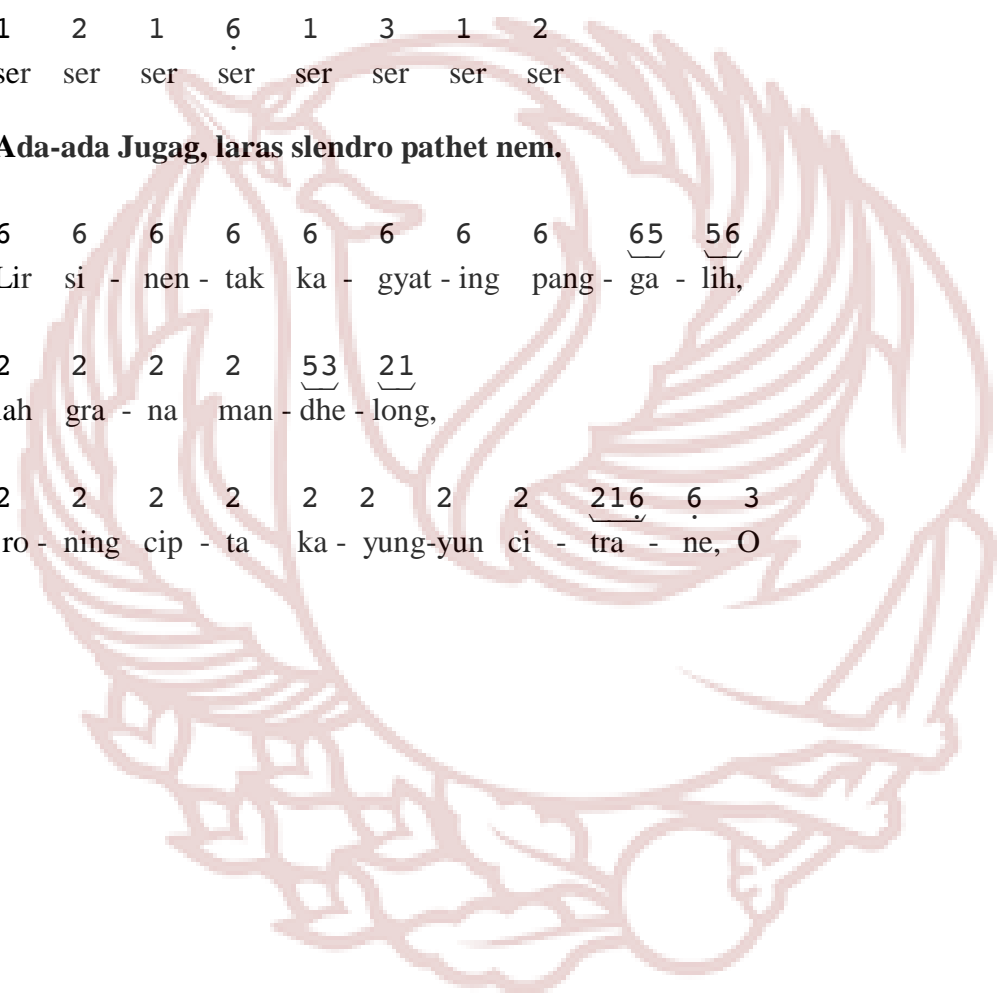 1 2 1 6̣ 1 3 1 2
ser ser ser ser ser ser ser ser
Ada-ada Jugag, laras slendro pathet nem.
6 6 6 6 6 6 6 6 65 56
Lir si - nen - tak ka - gyat - ing pang - ga - lih,
2 2 2 2 53 21
gra - na man - dhe - long,
2 2 2 2 2 2 2 2 216̣ 6̣ 3
ro - ning cip - ta ka - yung-yun ci - tra - ne, O